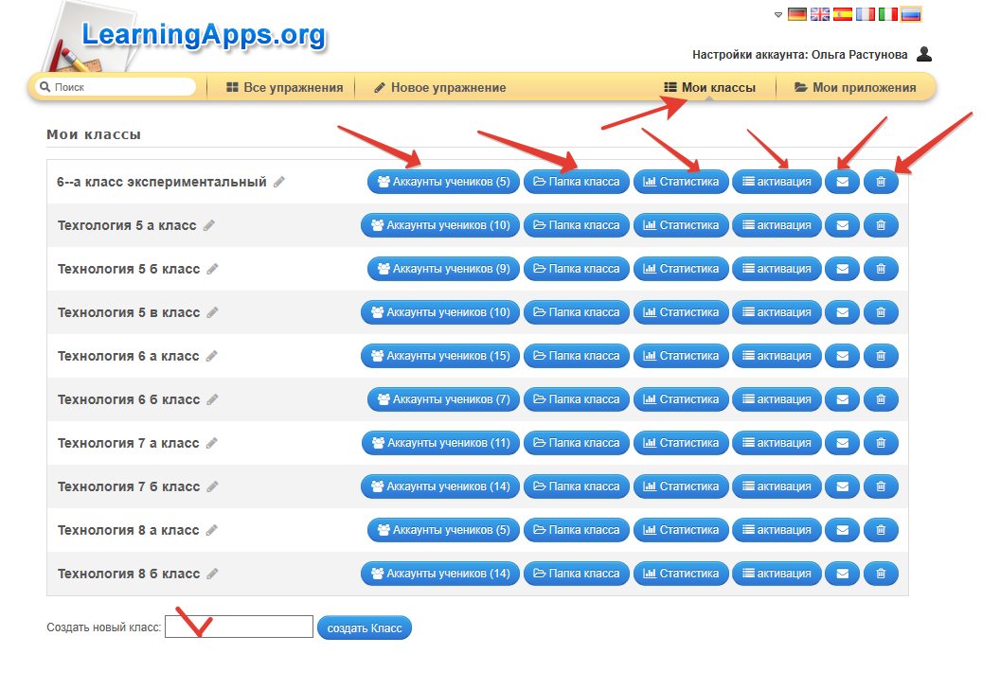 LearningApps.org
Настройки аккаунта: Ольга Растунова
Поиск Все упражнения Новое упражнение Мои классы Мои приложения
Мои классы
6--а класс экспериментальный Аккаунты учеников (5) Папка класса Статистика активация
Техгология 5 а класс Аккаунты учеников (10) Папка класса Статистика активация
Технология 5 б класс Аккаунты учеников (9) Папка класса Статистика активация
Технология 5 в класс Аккаунты учеников (10) Папка класса Статистика активация
Технология 6 а класс Аккаунты учеников (15) Папка класса Статистика активация
Технология 6 б класс Аккаунты учеников (7) Папка класса Статистика активация
Технология 7 а класс Аккаунты учеников (11) Папка класса Статистика активация
Технология 7 б класс Аккаунты учеников (14) Папка класса Статистика активация
Технология 8 а класс Аккаунты учеников (5) Папка класса Статистика активация
Технология 8 б класс Аккаунты учеников (14) Папка класса Статистика активация
Создать новый класс: создать Класс